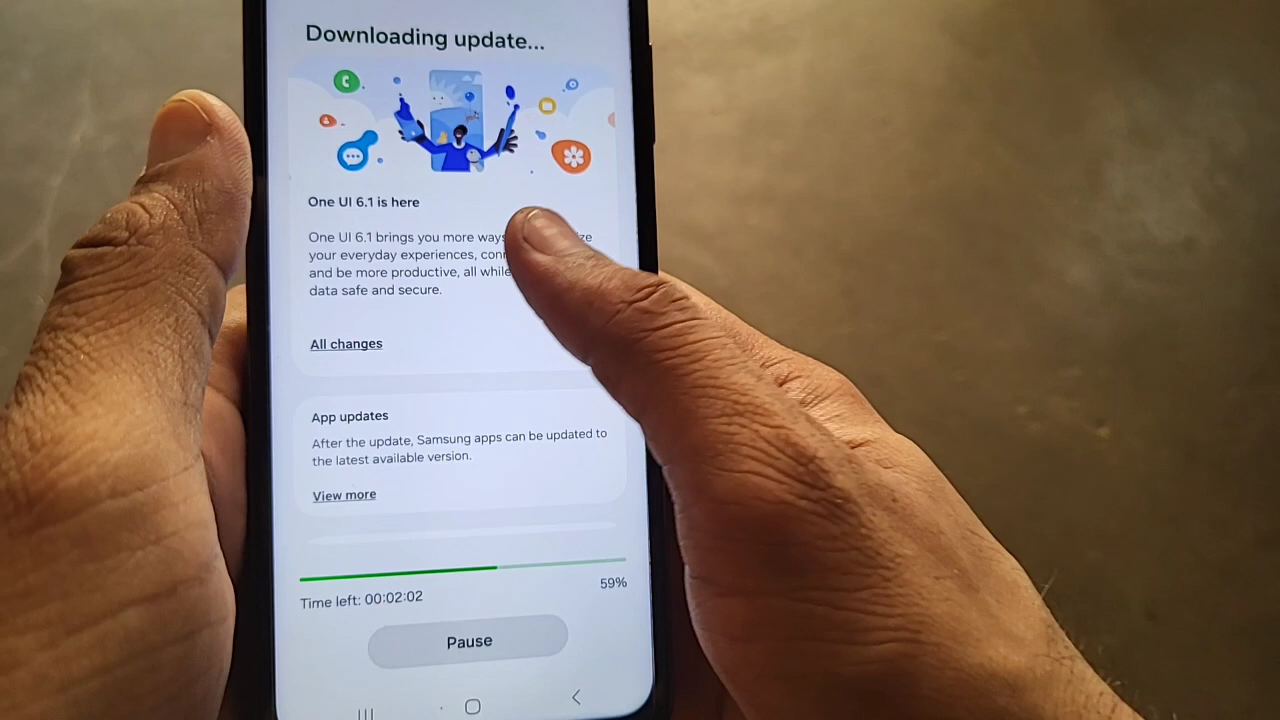 Downloading update...
One UI 6.1 is here
One UI 6.1 brings you more ways
your everyday experiences,
and be more productive, all while
data safe and secure.
All changes
App updates
After the update, Samsung apps can be updated to
the latest available version.
View more
59%
Time left: 00:02:02
Pause